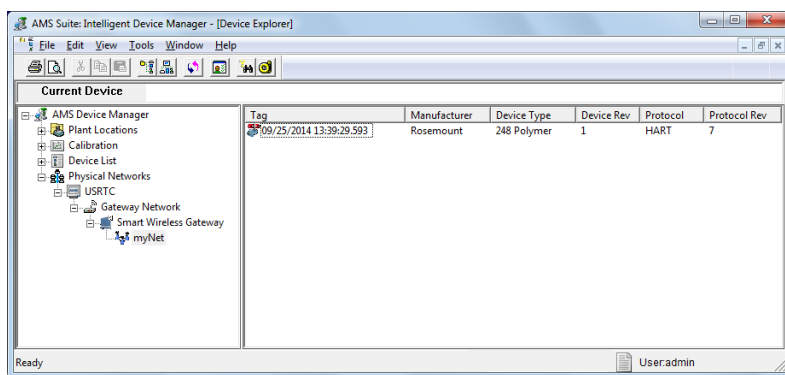 AMS Suite: Intelligent Device Manager - [Device Explorer]
File Edit View Tools Window Help
Current Device
AMS Device Manager
Plant Locations
Calibration
Device List
Physical Networks
USRTC
Gateway Network
Smart Wireless Gateway
myNet
Tag Manufacturer Device Type Device Rev Protocol Protocol Rev
09/25/2014 13:39:29.593 Rosemount 248 Polymer 1 HART 7
Ready User:admin